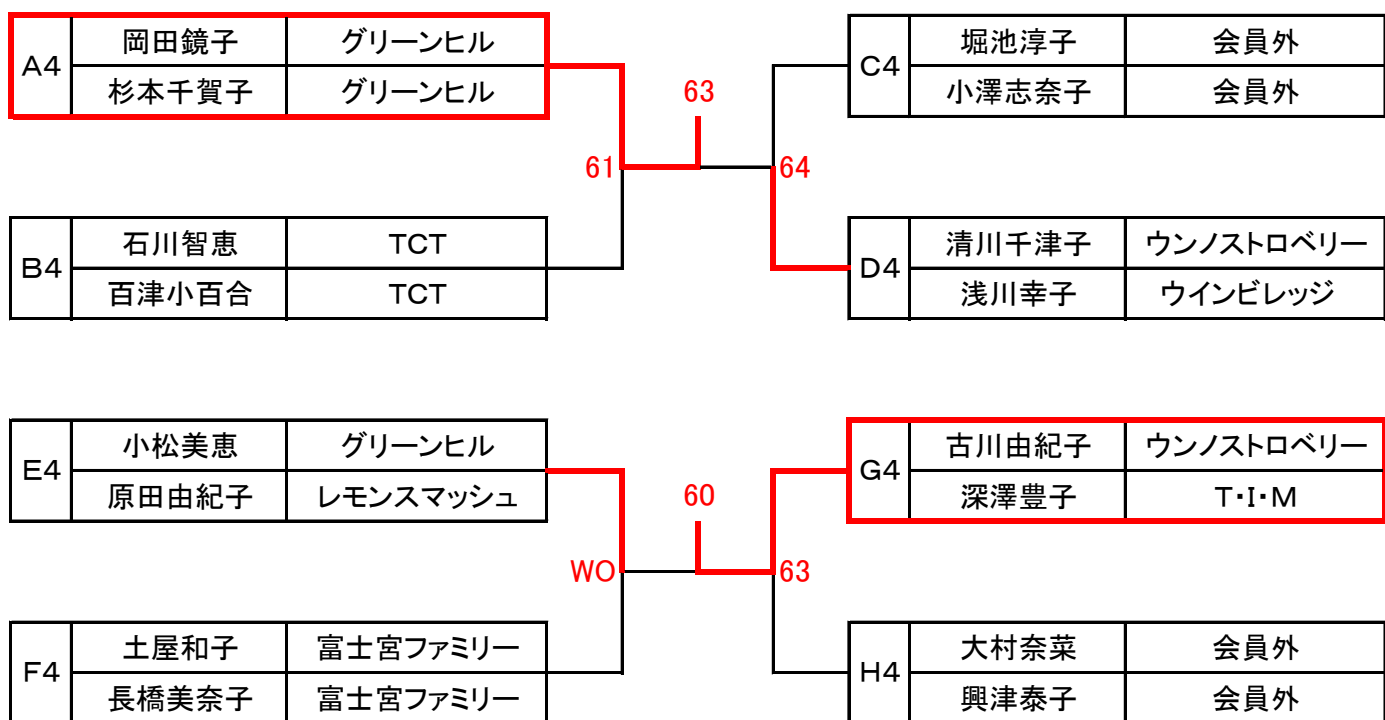 A4 岡田鏡子 グリーンヒル
杉本千賀子 グリーンヒル
C4 堀池淳子 会員外
小澤志奈子 会員外
63
61
64
B4 石川智恵 TCT
百津小百合 TCT
D4 清川千津子 ウンノストロベリー
浅川幸子 ウインビレッジ
E4 小松美恵 グリーンヒル
原田由紀子 レモンスマッシュ
G4 古川由紀子 ウンノストロベリー
深澤豊子 T・I・M
60
WO
63
F4 土屋和子 富士宮ファミリー
長橋美奈子 富士宮ファミリー
H4 大村奈菜 会員外
興津泰子 会員外